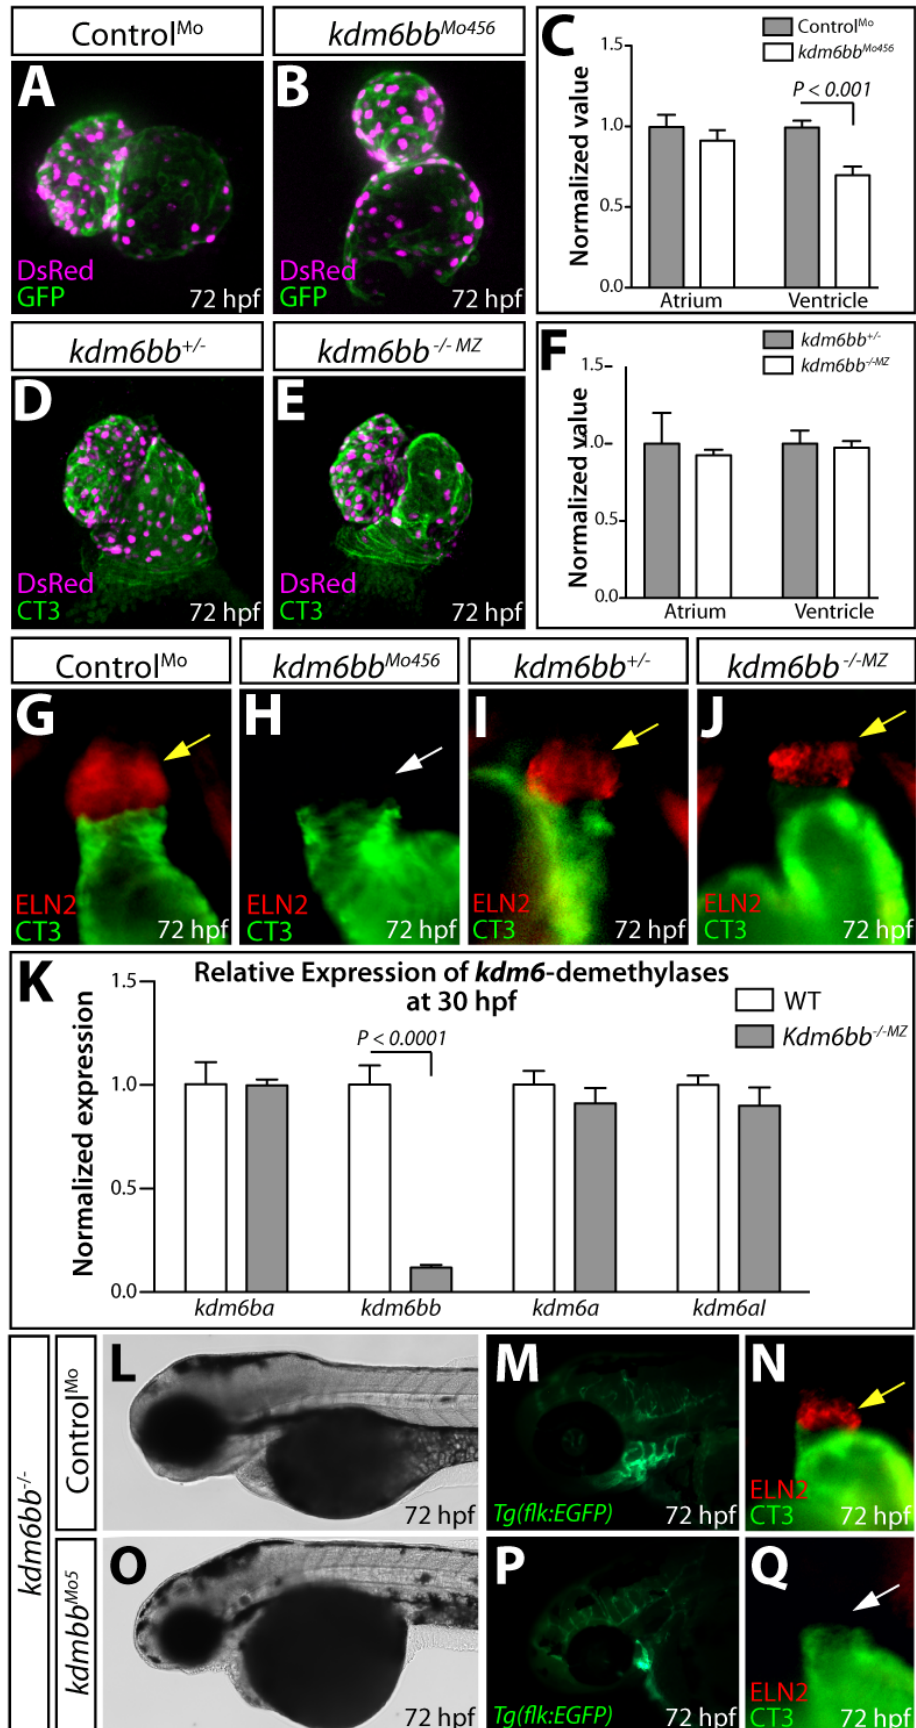 Control^Mo
kdm6bb^Mo456
A
DsRed
GFP
72 hpf
B
DsRed
GFP
72 hpf
C
Control^Mo
kdm6bb^Mo456
P < 0.001
Normalized value
1.5
1.0
0.5
0.0
Atrium
Ventricle
kdm6bb^+/-
kdm6bb^-/- MZ
D
DsRed
CT3
72 hpf
E
DsRed
CT3
72 hpf
F
kdm6bb^+/-
kdm6bb^-/-MZ
Normalized value
1.5
1.0
0.5
0.0
Atrium
Ventricle
Control^Mo
kdm6bb^Mo456
kdm6bb^+/-
kdm6bb^-/-MZ
G
ELN2
CT3
72 hpf
H
ELN2
CT3
72 hpf
I
ELN2
CT3
72 hpf
J
ELN2
CT3
72 hpf
K
Relative Expression of kdm6-demethylases
at 30 hpf
WT
Kdm6bb^-/-MZ
P < 0.0001
Normalized expression
1.5
1.0
0.5
0.0
kdm6ba
kdm6bb
kdm6a
kdm6al
kdm6bb^-/-
Control^Mo
L
72 hpf
M
Tg(flk:EGFP)
72 hpf
N
ELN2
CT3
72 hpf
kdmbb^Mo5
O
72 hpf
P
Tg(flk:EGFP)
72 hpf
Q
ELN2
CT3
72 hpf